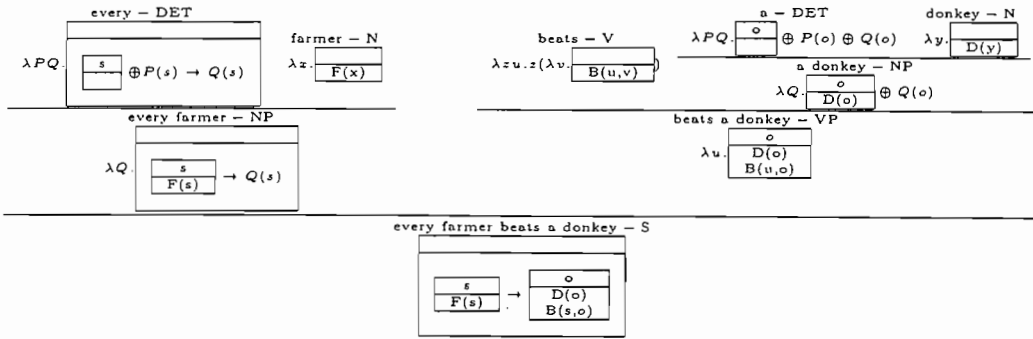 every – DET
a – DET
donkey – N
farmer – N
beats – V
λPQ.
s
⊕P(s) → Q(s)
λx.
F(x)
λzu.z(λv.
B(u,v)
)
λPQ.
o
⊕ P(o) ⊕ Q(o)
λy.
D(y)
a donkey – NP
λQ.
o
D(o)
⊕ Q(o)
every farmer – NP
beats a donkey – VP
λQ.
s
F(s)
→ Q(s)
λu.
o
D(o)
B(u,o)
every farmer beats a donkey – S
s
F(s)
→
o
D(o)
B(s,o)